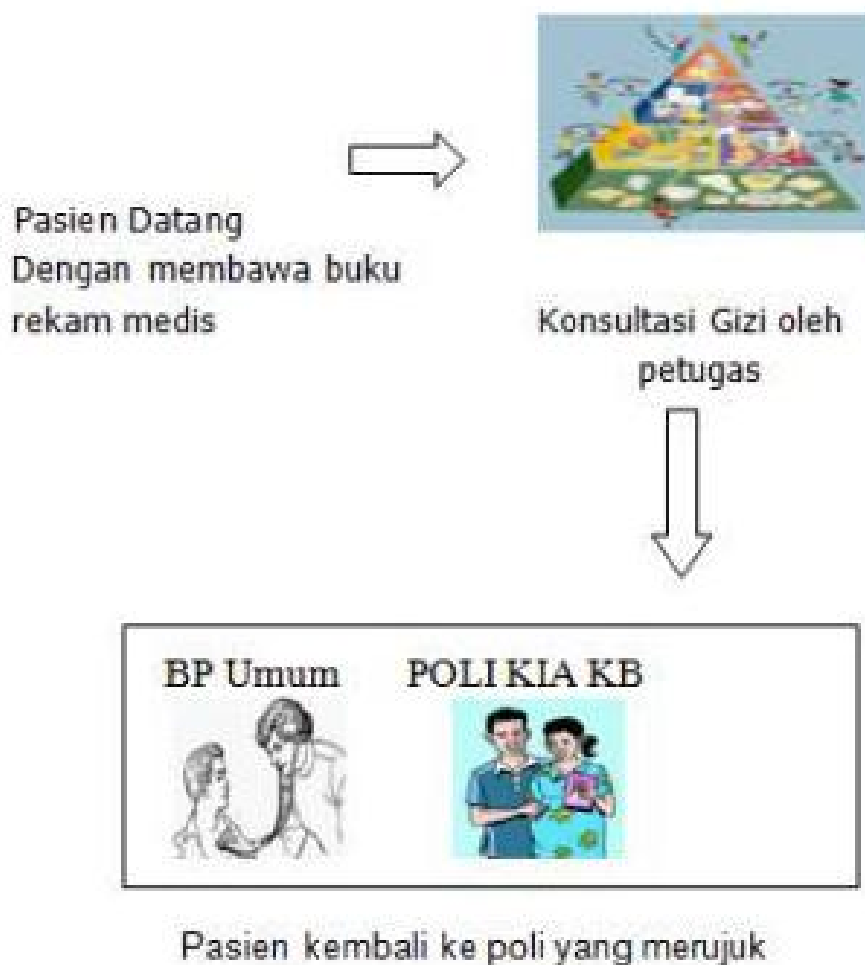 Pasien Datang
Dengan membawa buku
rekam medis
Konsultasi Gizi oleh
petugas
BP Umum
POLI KIA KB
Pasien kembali ke poli yang merujuk